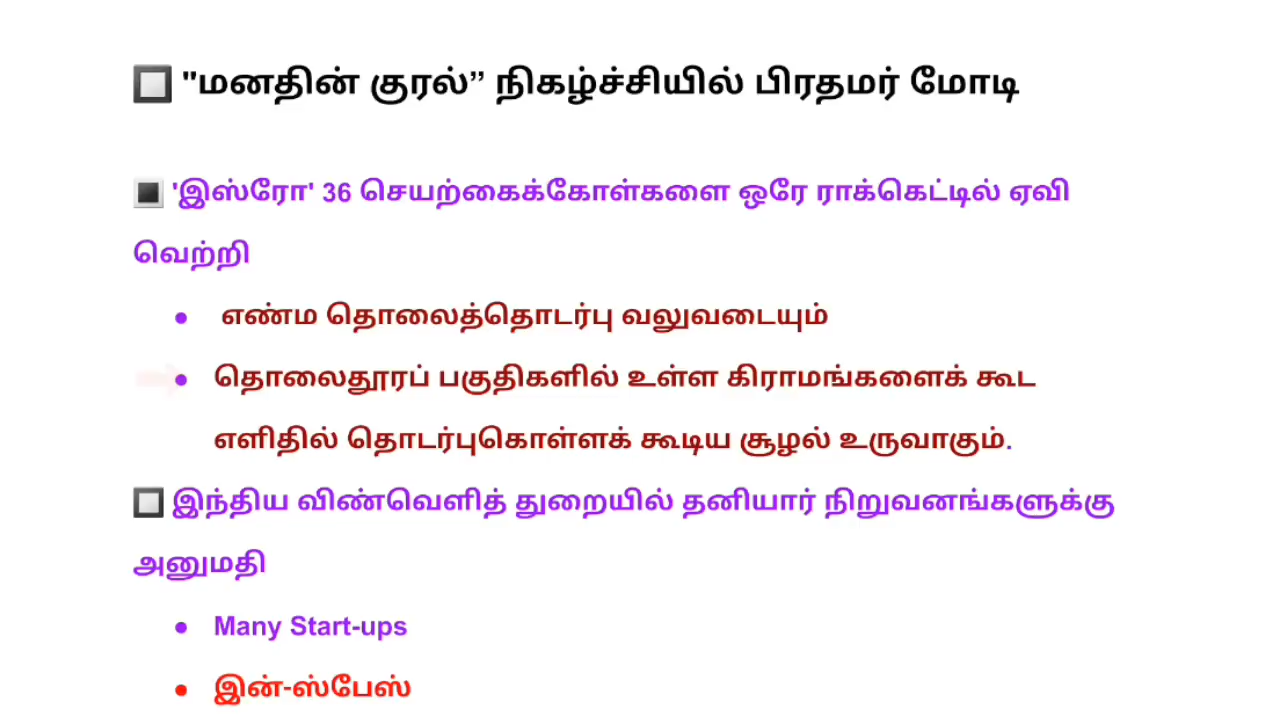 🔲 "மனதின் குரல்” நிகழ்ச்சியில் பிரதமர் மோடி
🔳 'இஸ்ரோ' 36 செயற்கைக்கோள்களை ஒரே ராக்கெட்டில் ஏவி
வெற்றி
● எண்ம தொலைத்தொடர்பு வலுவடையும்
● தொலைதூரப் பகுதிகளில் உள்ள கிராமங்களைக் கூட
எளிதில் தொடர்புகொள்ளக் கூடிய சூழல் உருவாகும்.
🔲 இந்திய விண்வெளித் துறையில் தனியார் நிறுவனங்களுக்கு
அனுமதி
● Many Start-ups
● இன்-ஸ்பேஸ்